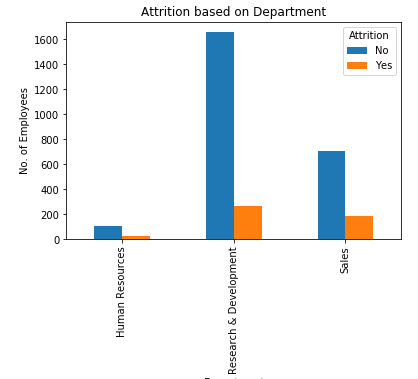 Attrition based on Department
Attrition
No
Yes
No. of Employees
1600
1400
1200
1000
800
600
400
200
0
Human Resources
Research & Development
Sales